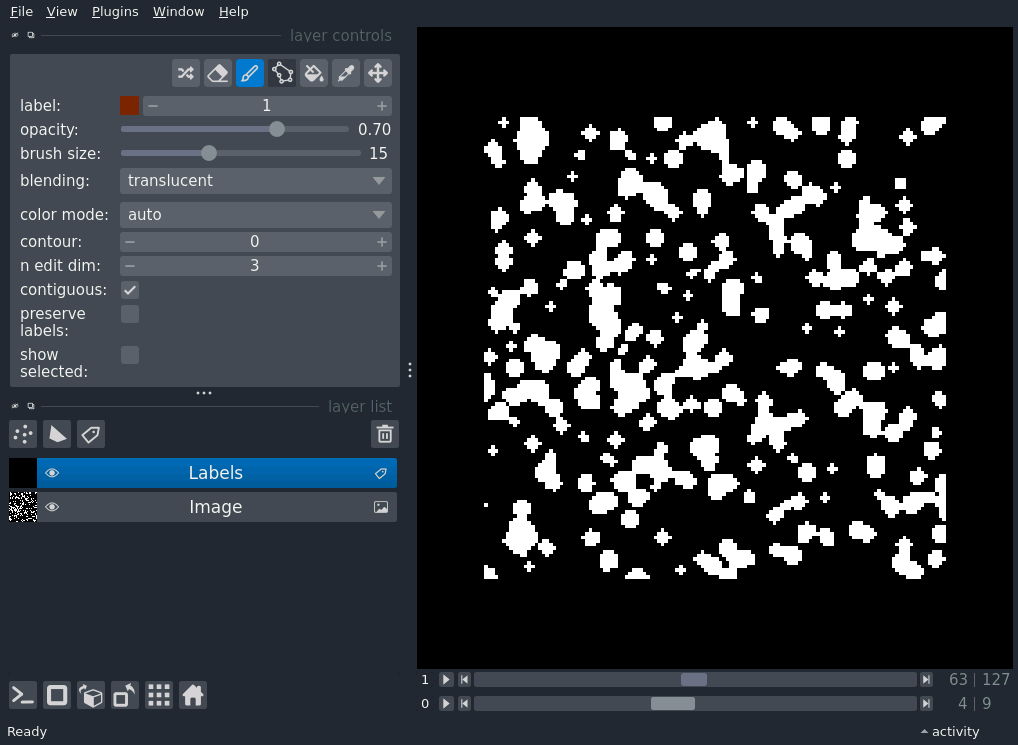 File View Plugins Window Help
layer controls
label: 1
opacity: 0.70
brush size: 15
blending: translucent
color mode: auto
contour: 0
n edit dim: 3
contiguous:
preserve
labels:
show
selected:
layer list
Labels
Image
1 63 | 127
0 4 | 9
Ready activity